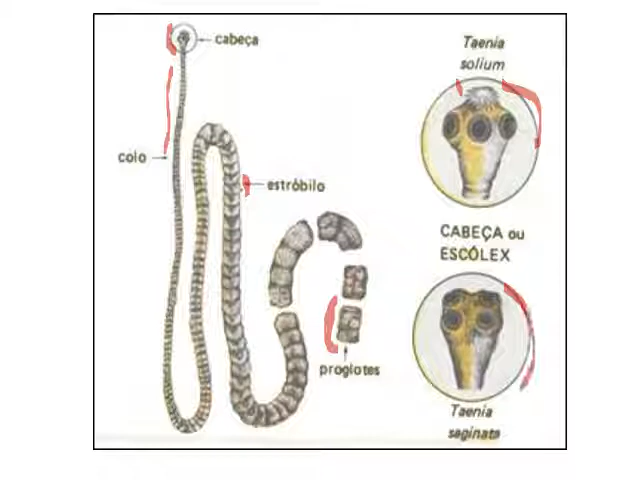 cabeça
Taenia
solium
colo
estróbilo
CABEÇA ou
ESCÓLEX
proglotes
Taenia
saginata